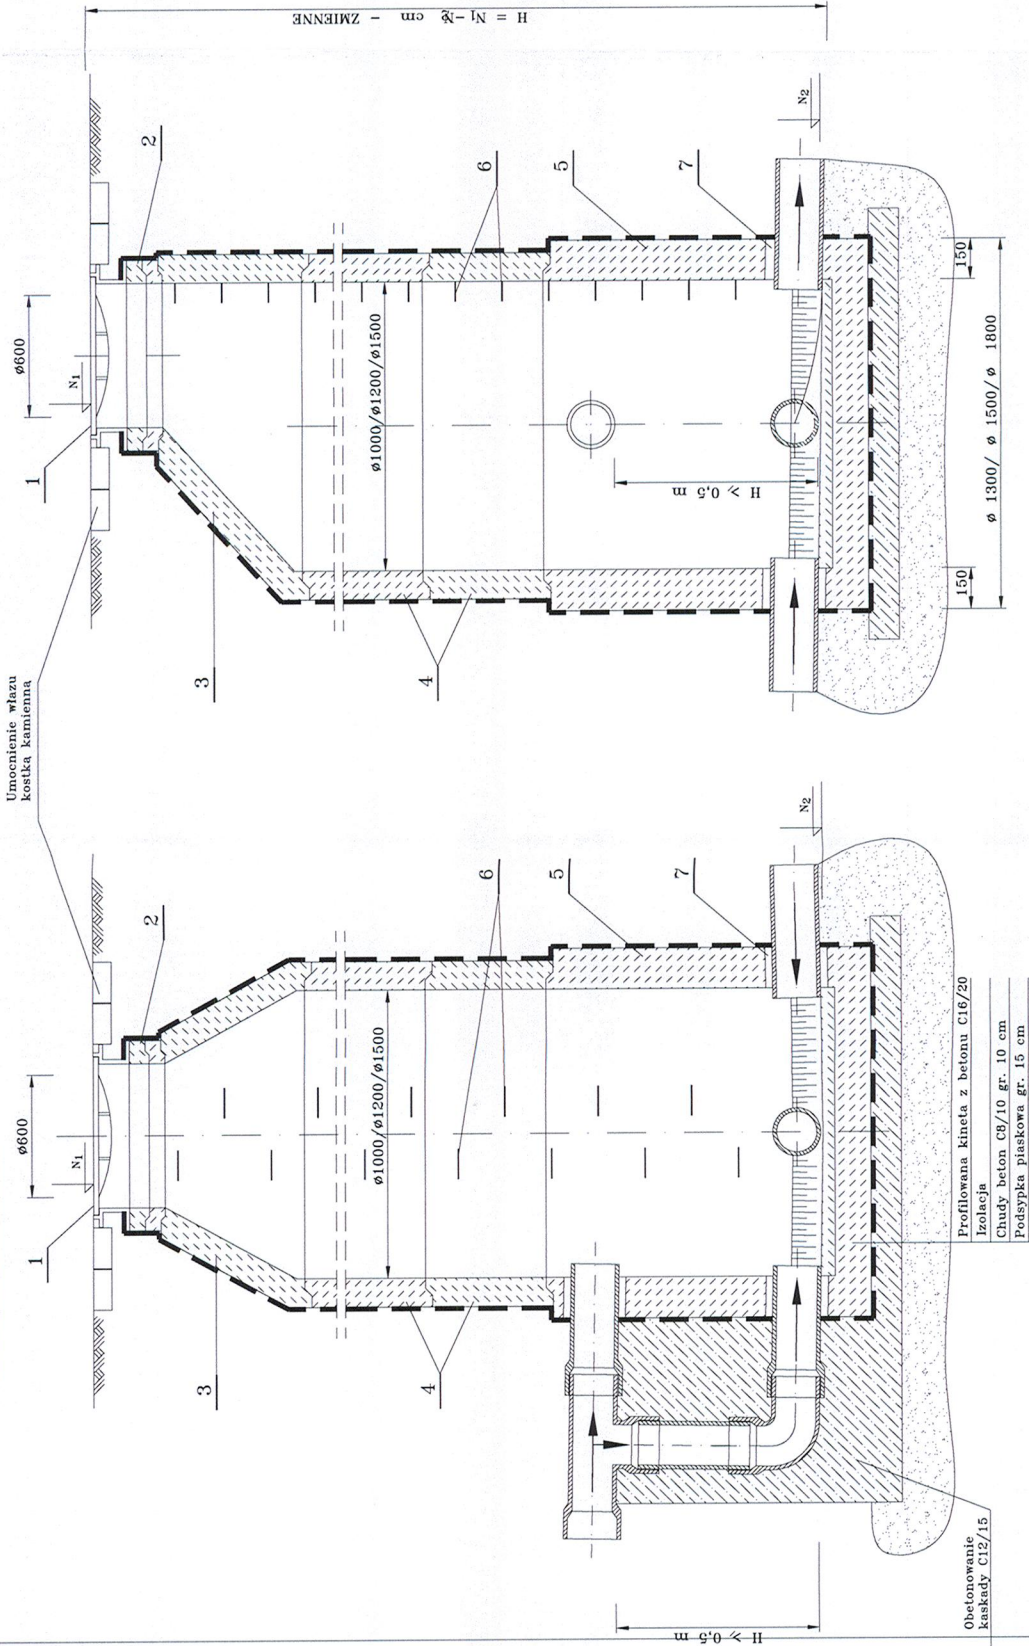 H = N1-N2 cm - ZMIENNE
Umocnienie włazu
kostką kamienną
ø600
N1
1
2
3
ø1000/ø1200/ø1500
4
6
5
7
N2
H ⩾ 0,5 m
Obetonowanie
kaskady C12/15
Profilowana kineta z betonu C16/20
Izolacja
Chudy beton C8/10 gr. 10 cm
Podsypka piaskowa gr. 15 cm
ø600
N1
1
2
3
ø1000/ø1200/ø1500
4
6
5
7
N2
H ⩾ 0,5 m
150
150
ø 1300/ ø 1500/ ø 1800